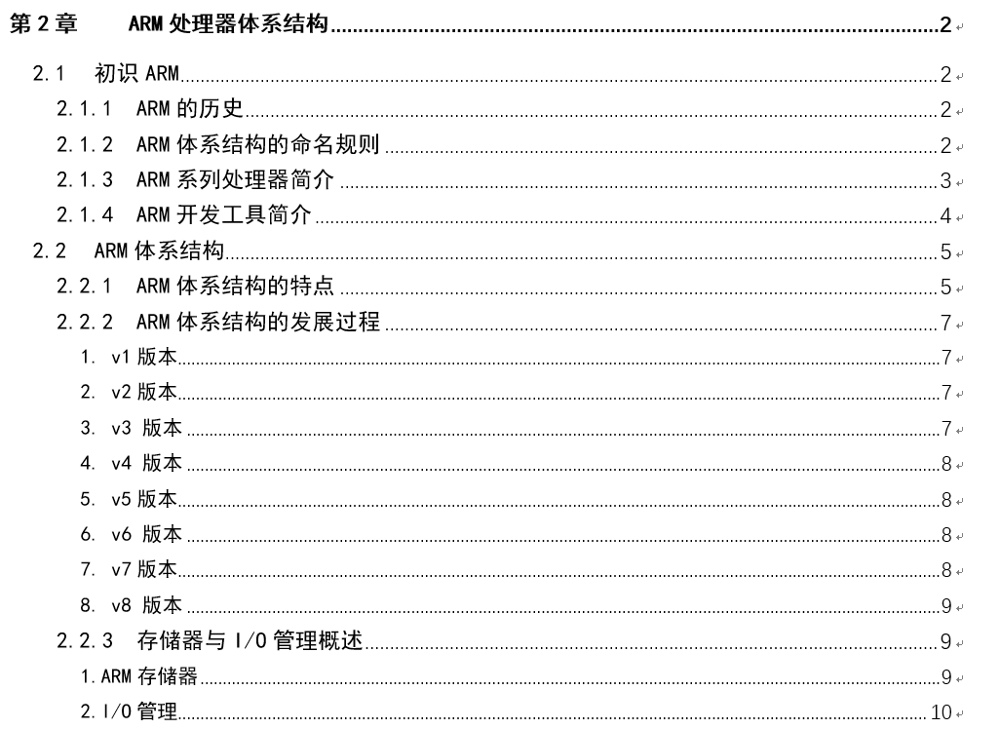 第 2 章 ARM 处理器体系结构........2
2.1 初识 ARM........2
2.1.1 ARM 的历史........2
2.1.2 ARM 体系结构的命名规则........2
2.1.3 ARM 系列处理器简介........3
2.1.4 ARM 开发工具简介........4
2.2 ARM 体系结构........5
2.2.1 ARM 体系结构的特点........5
2.2.2 ARM 体系结构的发展过程........7
1. v1 版本........7
2. v2 版本........7
3. v3 版本........7
4. v4 版本........8
5. v5 版本........8
6. v6 版本........8
7. v7 版本........8
8. v8 版本........9
2.2.3 存储器与 I/O 管理概述........9
1.ARM 存储器........9
2.I/O 管理........10